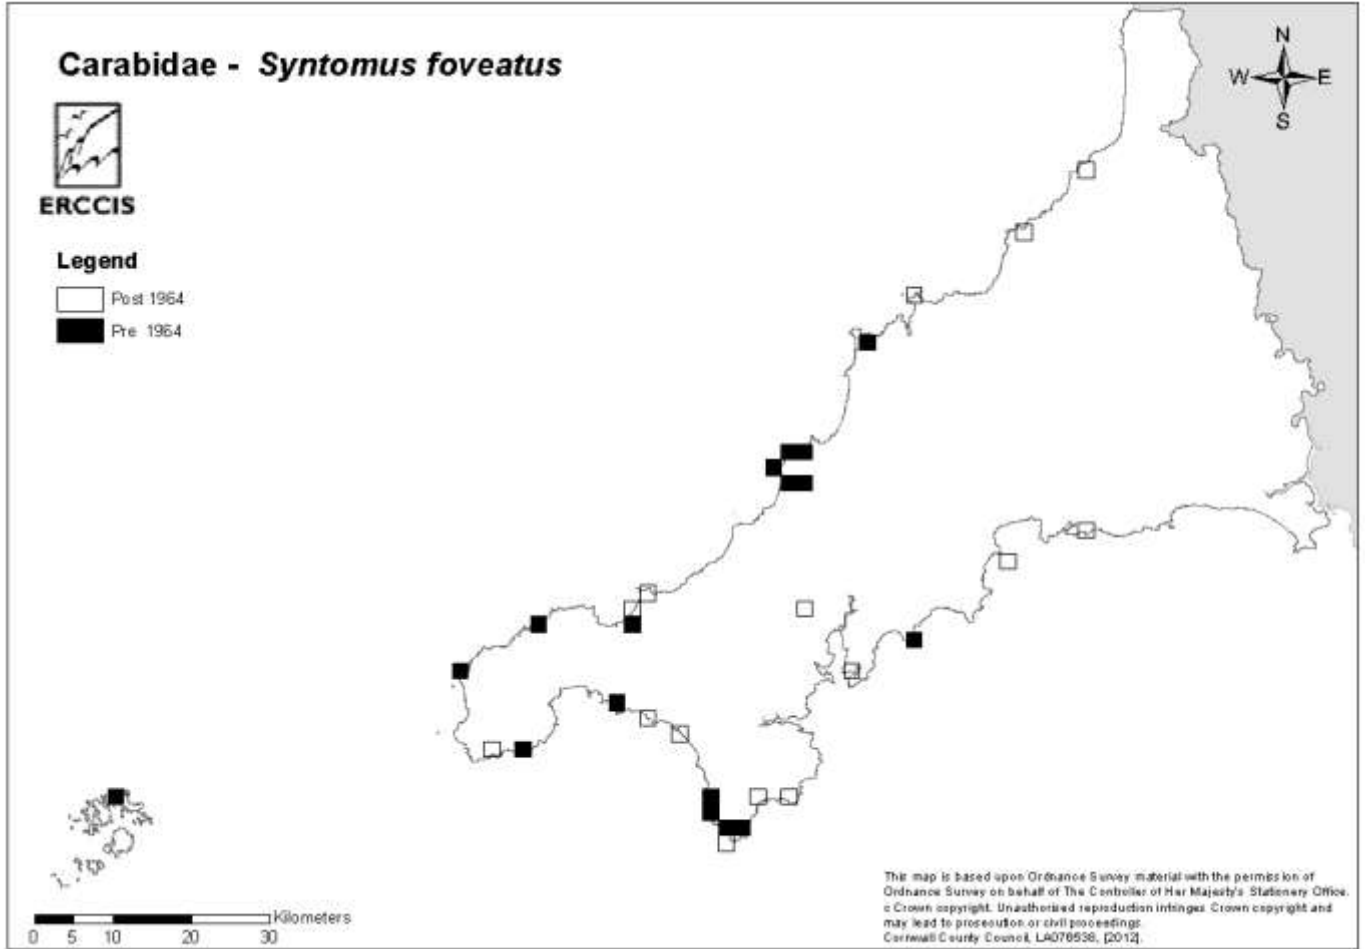 Carabidae - Syntomus foveatus
N
W E
S
ERCCIS
Legend
Post 1964
Pre 1964
Kilometers
0 5 10 20 30
This map is based upon Ordnance Survey material with the permission of
Ordnance Survey on behalf of The Controller of Her Majesty's Stationery Office.
c Crown copyright. Unauthorised reproduction infringes Crown copyright and
may lead to prosecution or civil proceedings.
Cornwall County Council, LA076538, [2012].